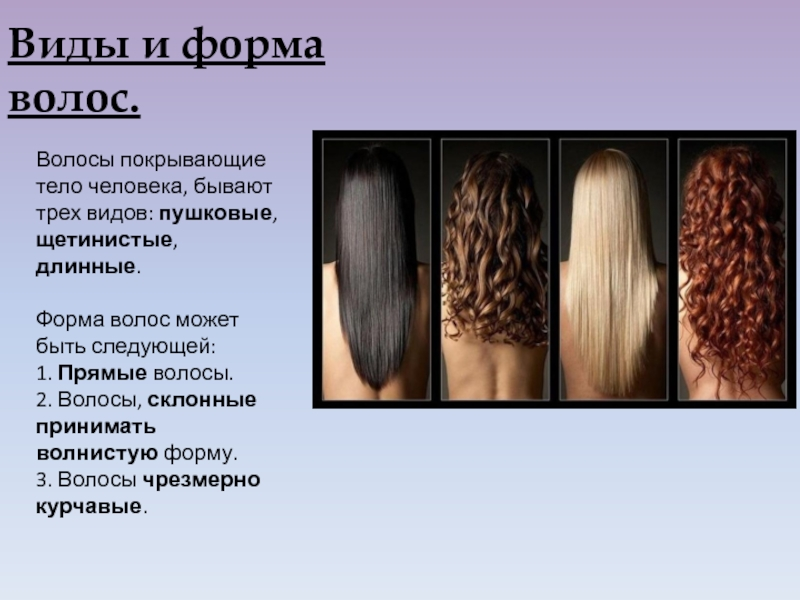 Виды и форма
волос.
Волосы покрывающие
тело человека, бывают
трех видов: пушковые,
щетинистые,
длинные.
Форма волос может
быть следующей:
1. Прямые волосы.
2. Волосы, склонные
принимать
волнистую форму.
3. Волосы чрезмерно
курчавые.